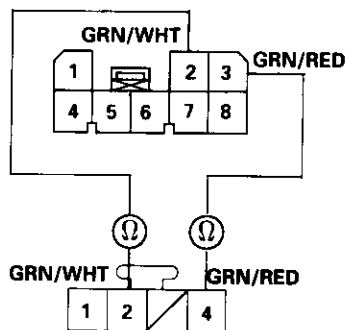 GRN/WHT
GRN/RED
1 2 3
4 5 6 7 8
Ω Ω
GRN/WHT GRN/RED
1 2 4